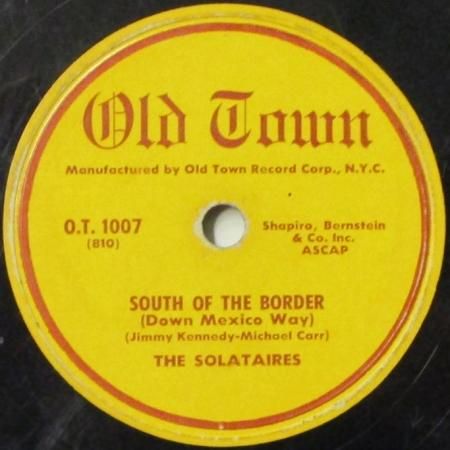 Old Town
Manufactured by Old Town Record Corp., N.Y.C.
O.T. 1007
(810)
Shapiro, Bernstein
& Co. Inc.
ASCAP
SOUTH OF THE BORDER
(Down Mexico Way)
(Jimmy Kennedy-Michael Carr)
THE SOLATAIRES